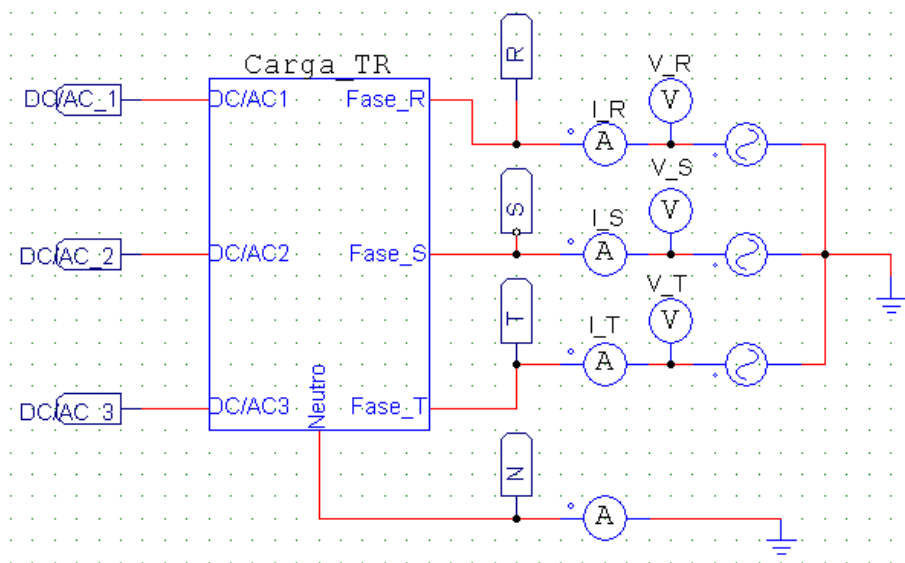 Carga_TR
DC/AC_1
DC/AC1
Fase_R
R
I_R
A
V_R
V
DC/AC_2
DC/AC2
Fase_S
S
I_S
A
V_S
V
T
I_T
A
V_T
V
DC/AC_3
DC/AC3
Neutro
Fase_T
N
A